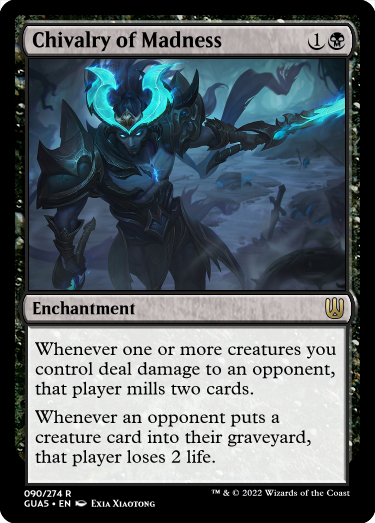 Chivalry of Madness 1
Enchantment
Whenever one or more creatures you
control deal damage to an opponent,
that player mills two cards.
Whenever an opponent puts a
creature card into their graveyard,
that player loses 2 life.
090/274 R
GUA5 • EN Exia Xiaotong
™ & © 2022 Wizards of the Coast